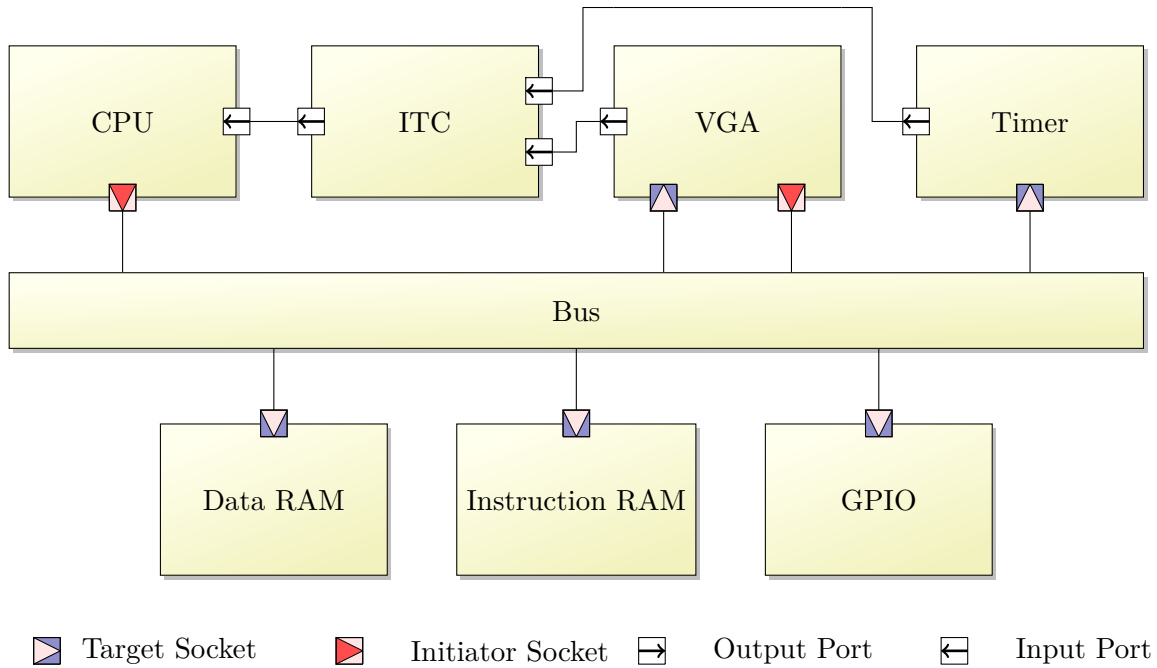 CPU
ITC
VGA
Timer
Bus
Data RAM
Instruction RAM
GPIO
Target Socket
Initiator Socket
Output Port
Input Port